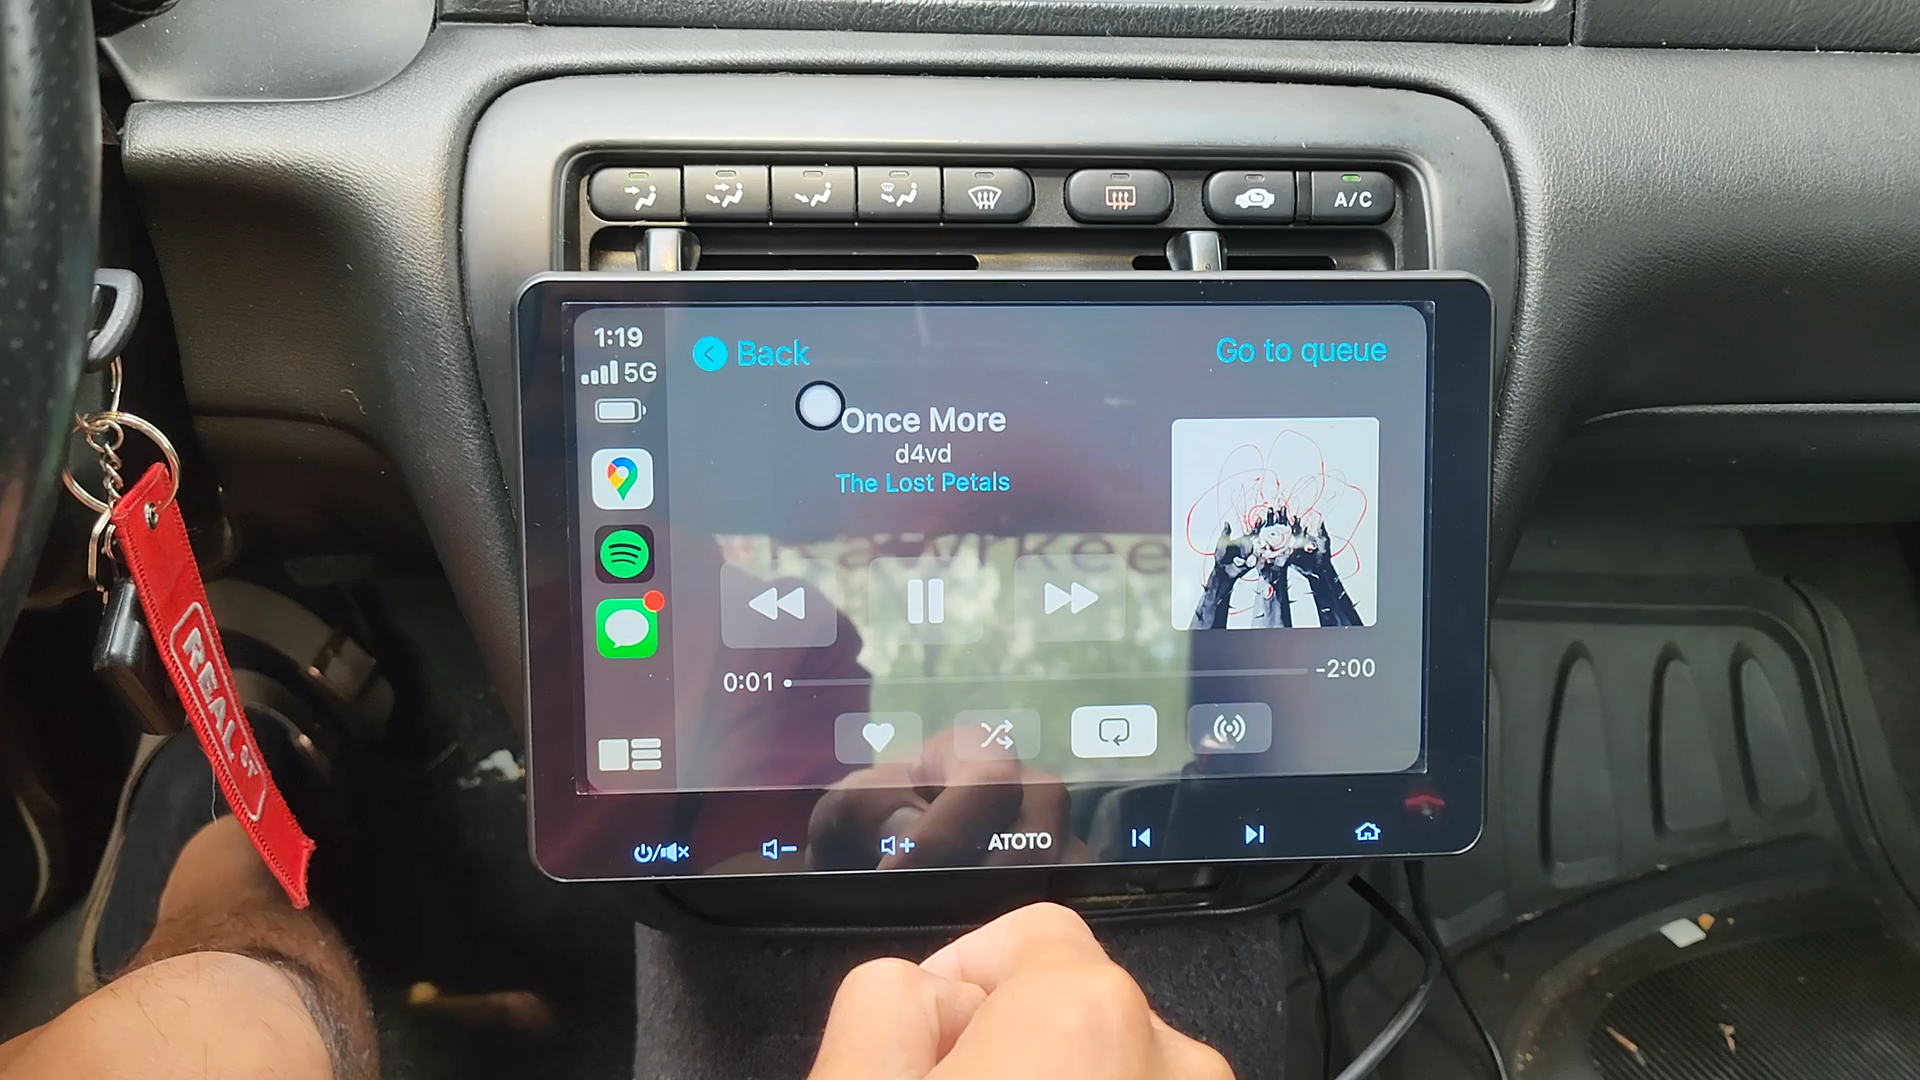 A/C
1:19
5G
Back
Go to queue
Once More
d4vd
The Lost Petals
0:01
-2:00
ATOTO
REAL